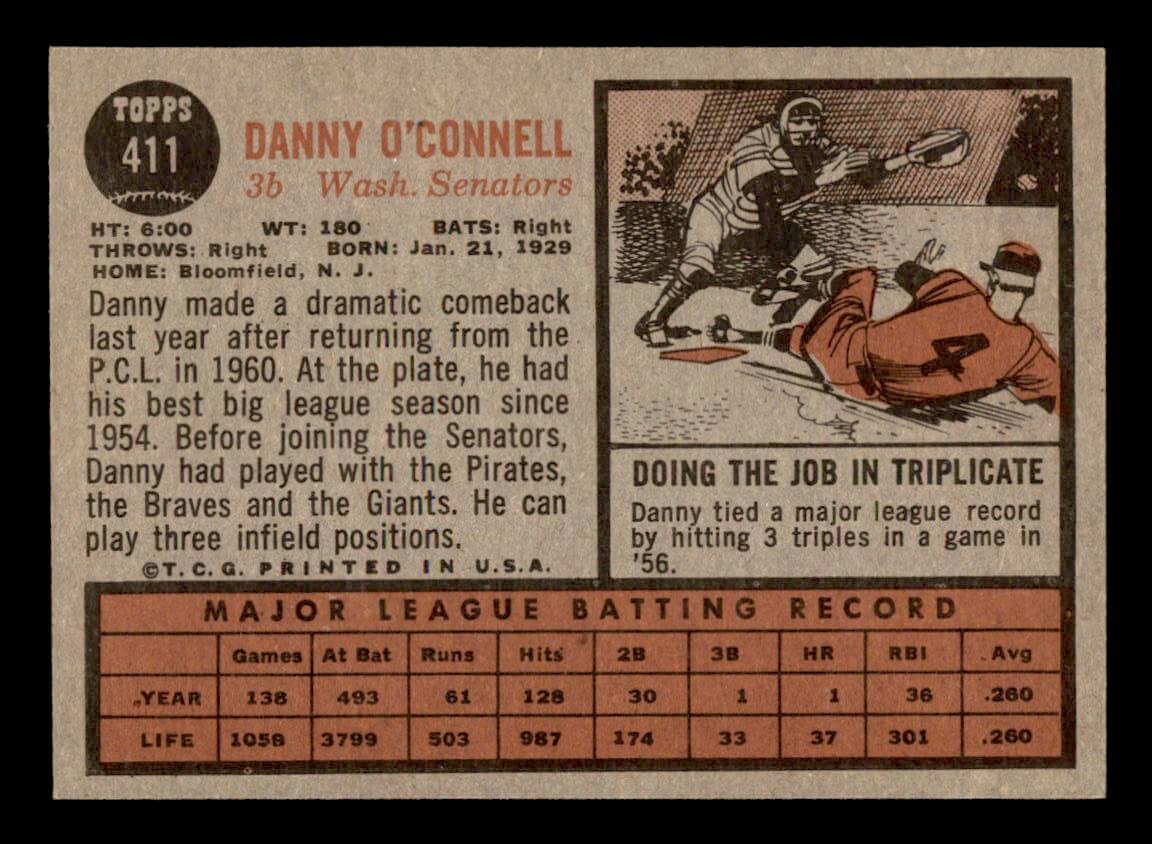 TOPPS
411
DANNY O'CONNELL
3b Wash. Senators
HT: 6:00 WT: 180 BATS: Right
THROWS: Right BORN: Jan. 21, 1929
HOME: Bloomfield, N. J.
Danny made a dramatic comeback
last year after returning from the
P.C.L. in 1960. At the plate, he had
his best big league season since
1954. Before joining the Senators,
Danny had played with the Pirates,
the Braves and the Giants. He can
play three infield positions.
©T.C.G. PRINTED IN U.S.A.
4
DOING THE JOB IN TRIPLICATE
Danny tied a major league record
by hitting 3 triples in a game in
'56.
MAJOR LEAGUE BATTING RECORD
Games At Bat Runs Hits 2B 3B HR RBI Avg
YEAR 138 493 61 128 30 1 1 36 .260
LIFE 1058 3799 503 987 174 33 37 301 .260